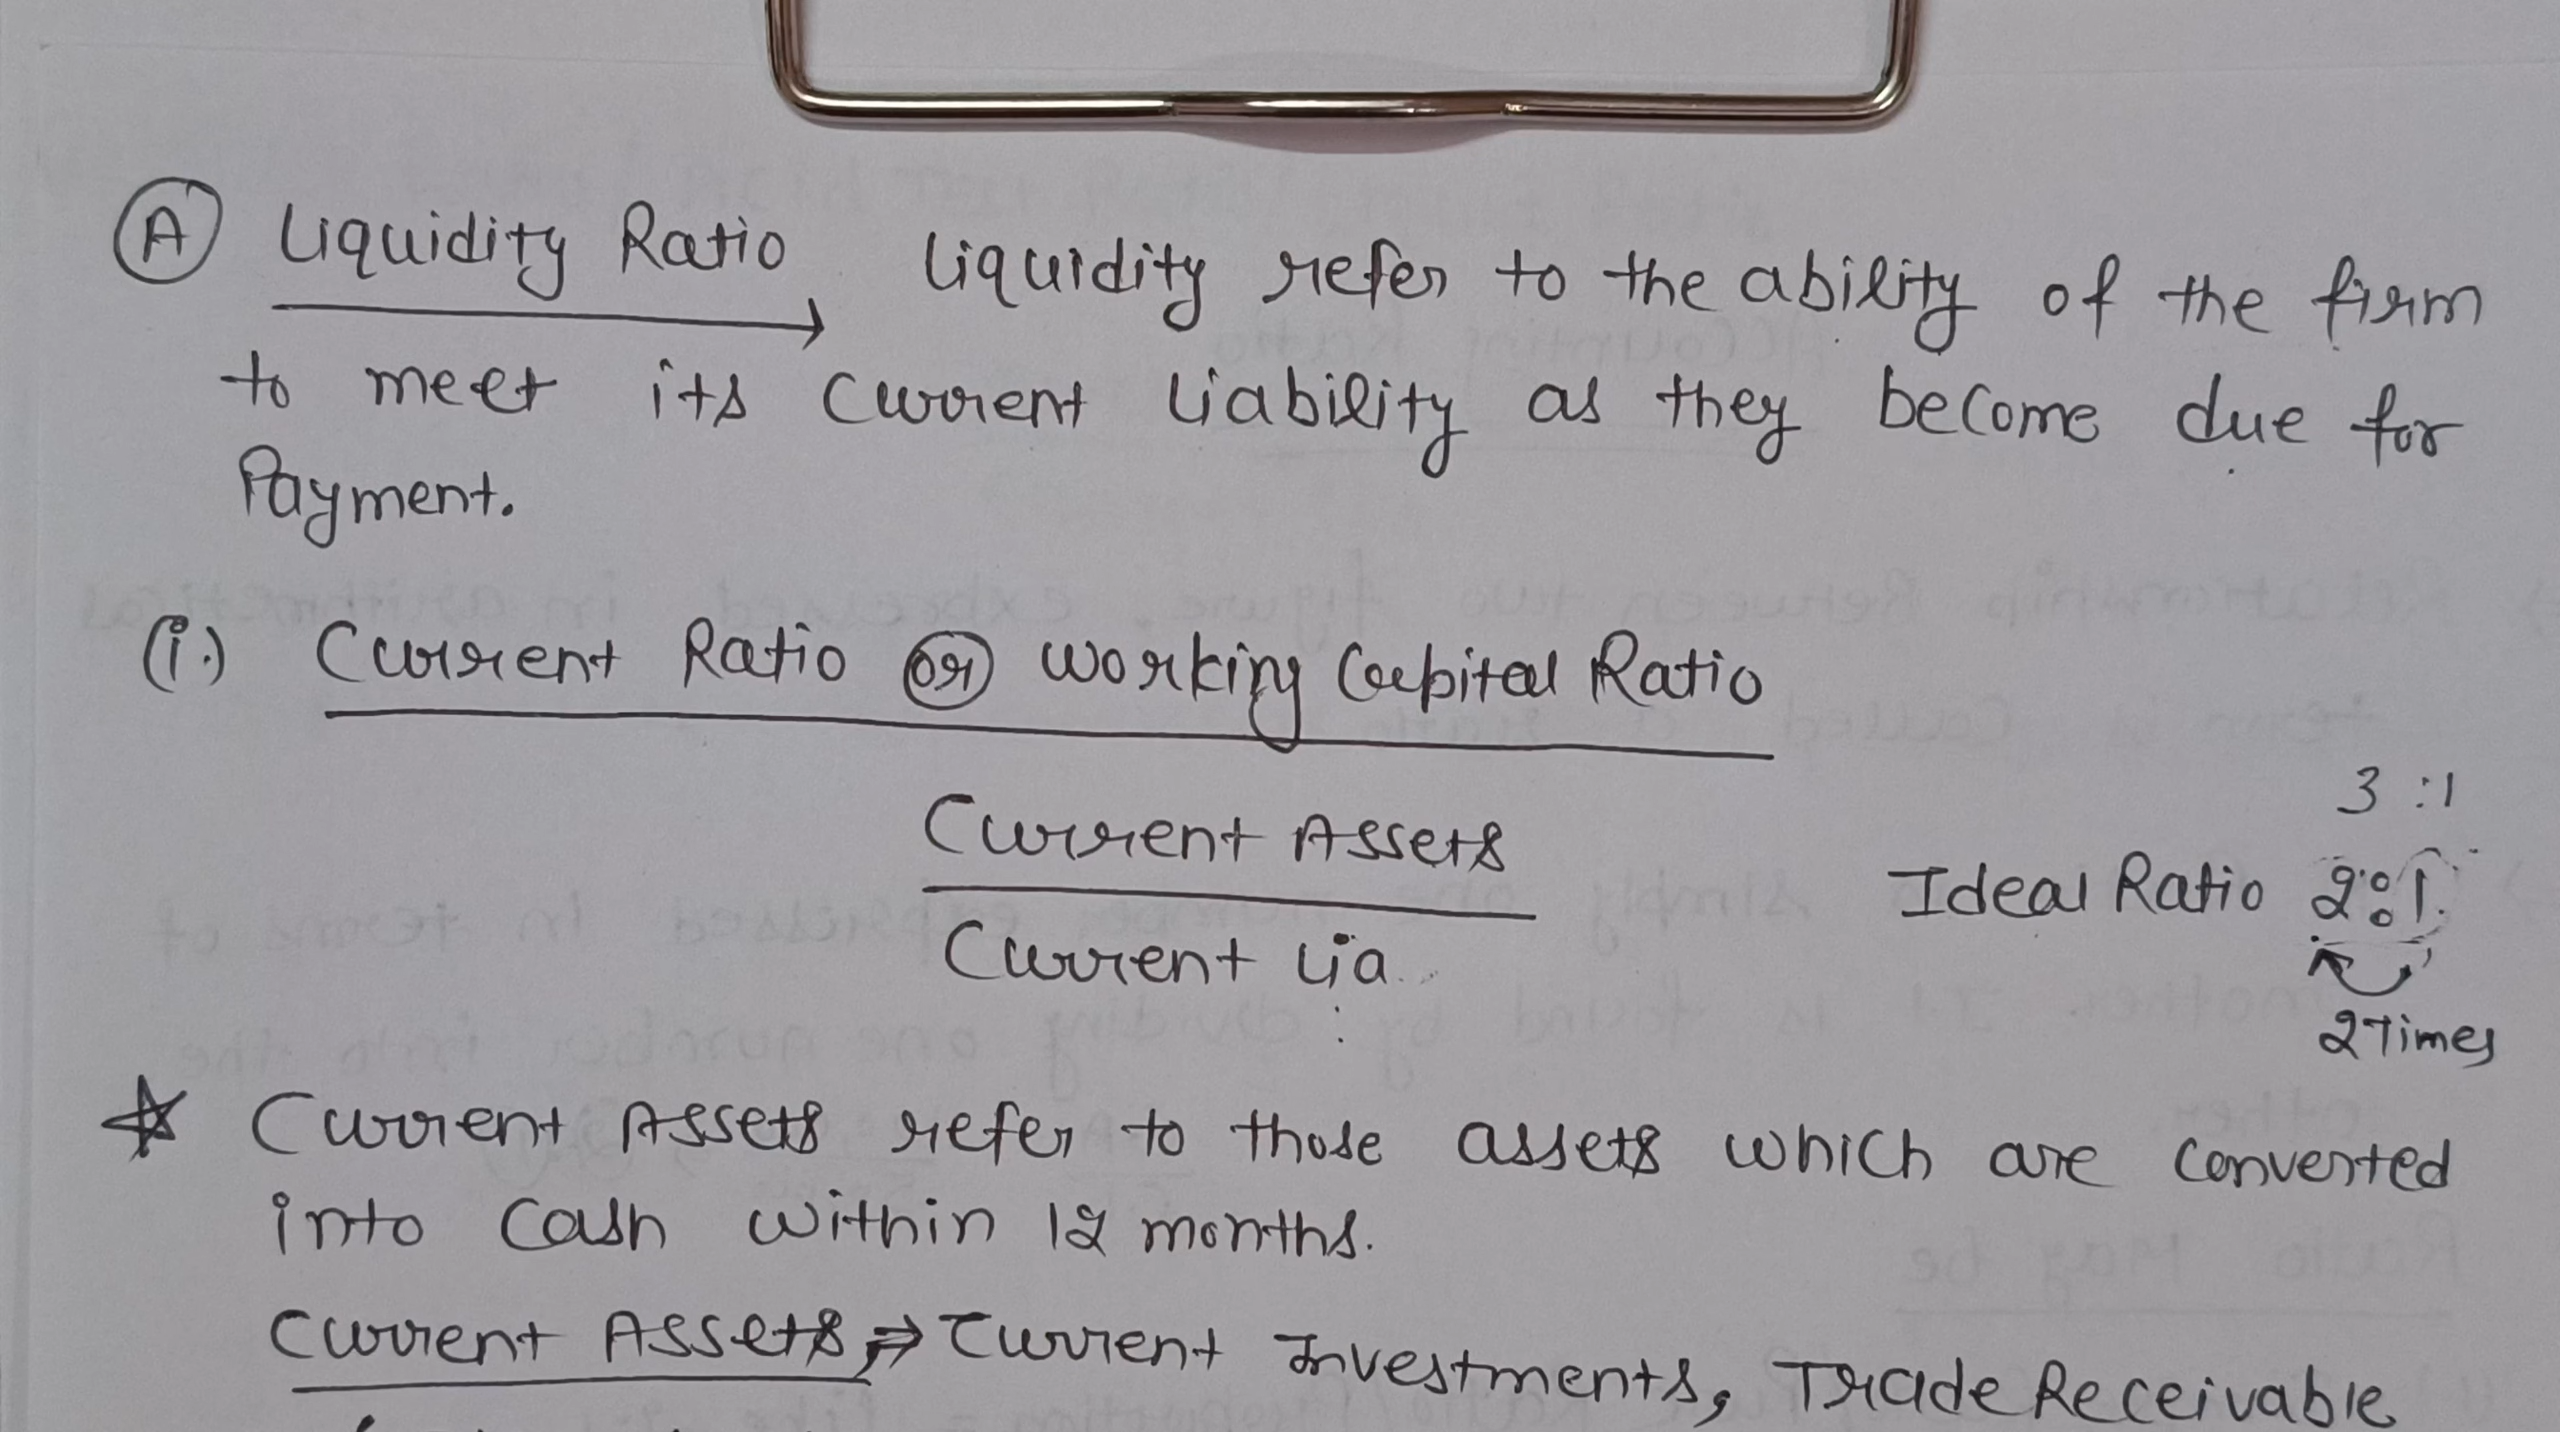 (A) Liquidity Ratio → liquidity refer to the ability of the firm
to meet its current liability as they become due for
Payment.
(i.) Current Ratio (or) Working Capital Ratio
3 : 1
Current Assets
Ideal Ratio 2:1.
Current Lia.
2 Times
☆ Current Assets refer to those assets which are converted
into cash within 12 months.
Current Assets ⇒ Current Investments, Trade Receivable